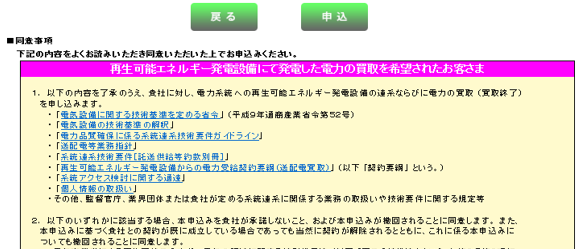 戻る
申込
■同意事項
下記の内容をよくお読みいただき同意いただいた上でお申込みください。
再生可能エネルギー発電設備にて発電した電力の買取を希望されたお客さま
1. 以下の内容を了承のうえ、貴社に対し、電力系統への再生可能エネルギー発電設備の連系ならびに電力の買取（買取終了）
を申し込みます。
・「電気設備に関する技術基準を定める省令」（平成9年通商産業省令第52号）
・「電気設備の技術基準の解釈」
・「電力品質確保に係る系統連系技術要件ガイドライン」
・「送配電等業務指針」
・「系統連系技術要件[託送供給等約款別冊]」
・「再生可能エネルギー発電設備からの電力受給契約要綱(送配電買取)」（以下「契約要綱」という。）
・「系統アクセス検討に関する通達」
・「個人情報の取扱い」
・その他、監督官庁、業界団体または貴社が定める系統連系に関係する業務の取扱いや技術要件に関する規定等
2. 以下のいずれかに該当する場合、本申込みを貴社が承諾しないこと、および本申込みが撤回されることに同意します。また、
本申込みに基づく貴社との契約が既に成立している場合であっても当然に契約が解除されるとともに、これに係る本申込みに
ついても撤回されることに同意します。